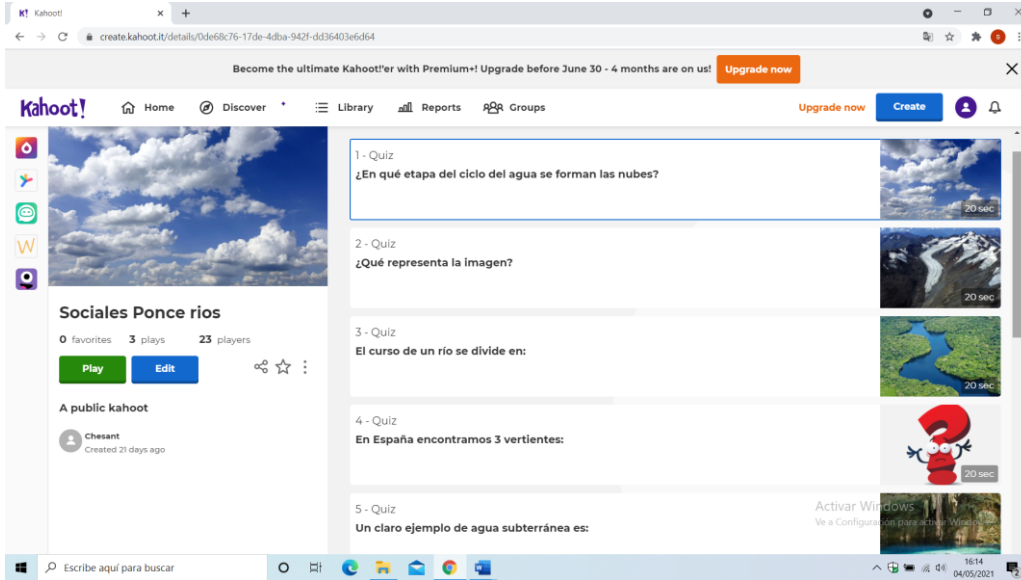 K! Kahoot!
create.kahoot.it/details/0de68c76-17de-4dba-942f-dd36403e6d64
S
Become the ultimate Kahoot!'er with Premium+! Upgrade before June 30 - 4 months are on us! Upgrade now
Kahoot! Home Discover Library Reports Groups Upgrade now Create
1 - Quiz
¿En qué etapa del ciclo del agua se forman las nubes?
20 sec
2 - Quiz
¿Qué representa la imagen?
20 sec
Sociales Ponce rios
0 favorites 3 plays 23 players
Play Edit
A public kahoot
Chesant
Created 21 days ago
3 - Quiz
El curso de un río se divide en:
20 sec
4 - Quiz
En España encontramos 3 vertientes:
20 sec
5 - Quiz
Un claro ejemplo de agua subterránea es:
Activar Windows
Ve a Configuración para activar Windows
Escribe aquí para buscar
16:14
04/05/2021